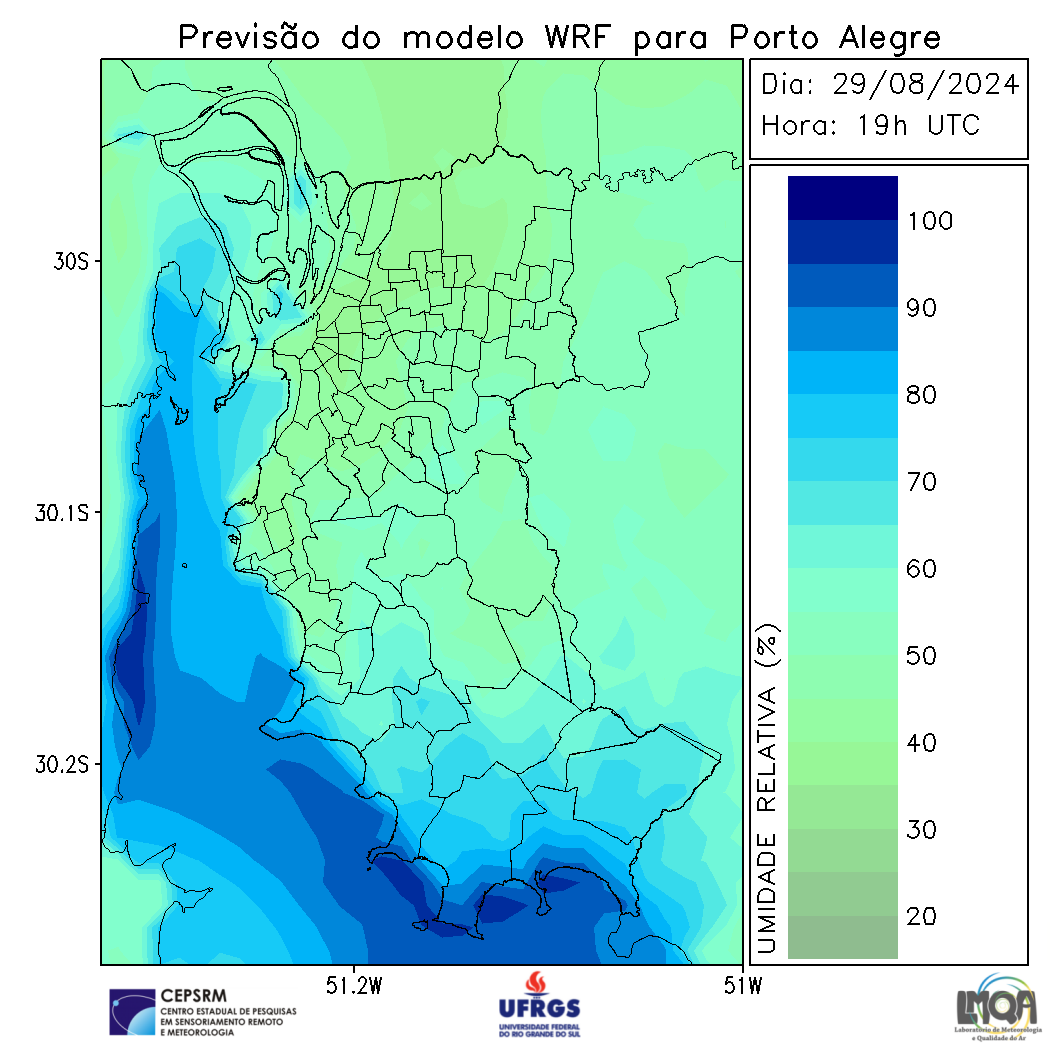 Previsão do modelo WRF para Porto Alegre
Dia: 29/08/2024
Hora: 19h UTC
30S
30.1S
30.2S
51.2W
51W
UMIDADE RELATIVA (%)
100
90
80
70
60
50
40
30
20
CEPSRM
CENTRO ESTADUAL DE PESQUISAS
EM SENSORIAMENTO REMOTO
E METEOROLOGIA
UFRGS
UNIVERSIDADE FEDERAL
DO RIO GRANDE DO SUL
LMQA
Laboratório de Meteorologia
e Qualidade do Ar